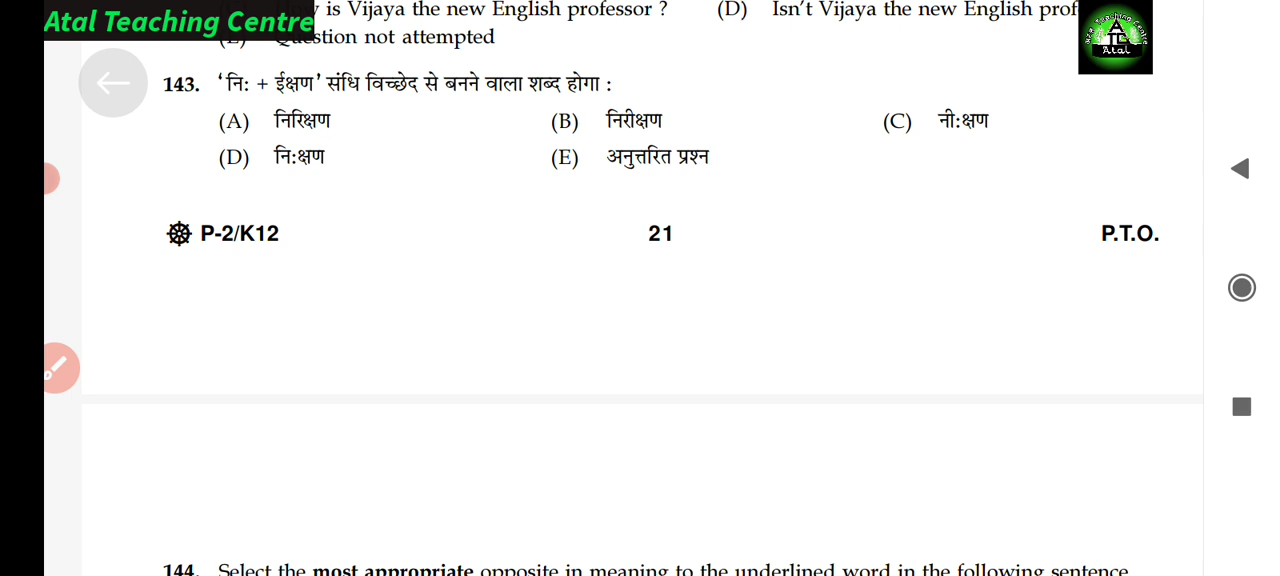 is Vijaya the new English professor ? (D) Isn't Vijaya the new English
Atal Teaching Centre
Question not attempted
Atal
143. 'नि: + ईक्षण' संधि विच्छेद से बनने वाला शब्द होगा :
(A) निरिक्षण (B) निरीक्षण (C) नी:क्षण
(D) नि:क्षण (E) अनुत्तरित प्रश्न
P-2/K12 21 P.T.O.
144. Select the most appropriate opposite in meaning to the underlined word in the following sentence